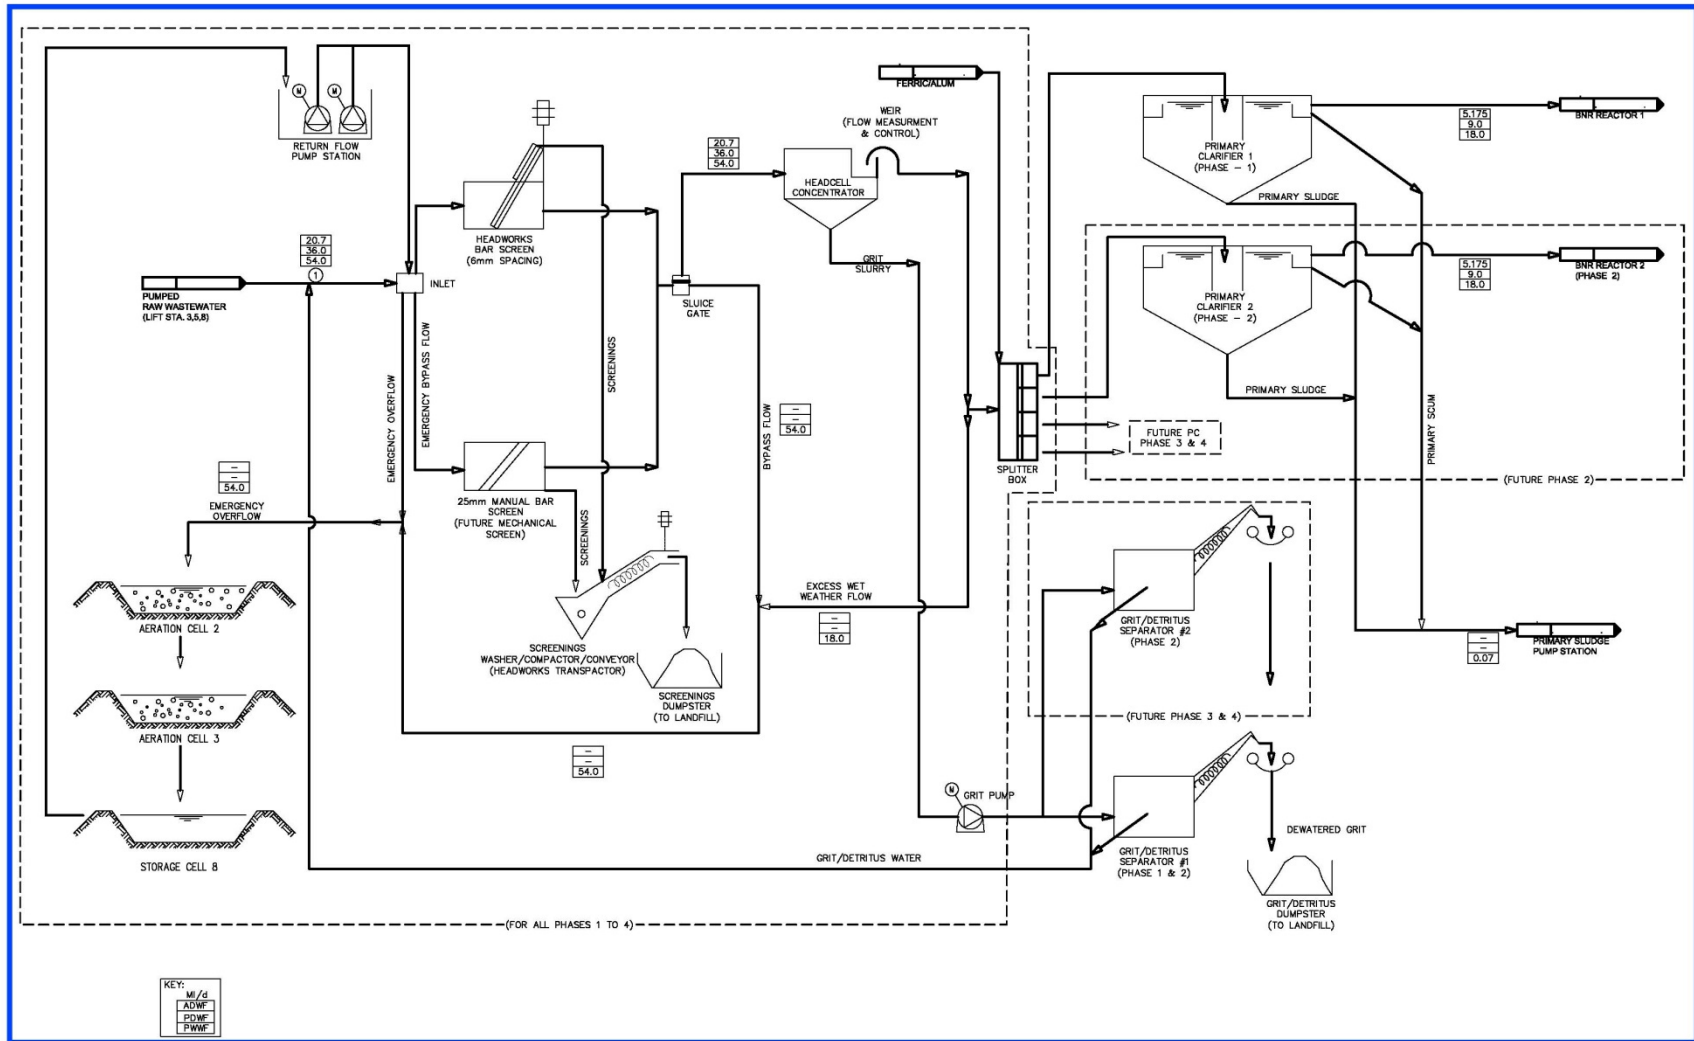 RETURN FLOW
PUMP STATION
M
M
FERRIC/ALUM
WEIR
(FLOW MEASURMENT
& CONTROL)
20.7
36.0
54.0
HEADCELL
CONCENTRATOR
PRIMARY
CLARIFIER 1
(PHASE - 1)
5.175
9.0
18.0
BNR REACTOR 1
PRIMARY SLUDGE
HEADWORKS
BAR SCREEN
(6mm SPACING)
20.7
36.0
54.0
1
INLET
PUMPED
RAW WASTEWATER
(LIFT STA. 3,5,8)
SLUICE
GATE
GRIT
SLURRY
PRIMARY
CLARIFIER 2
(PHASE - 2)
5.175
9.0
18.0
BNR REACTOR 2
(PHASE 2)
PRIMARY SLUDGE
PRIMARY SCUM
EMERGENCY OVERFLOW
EMERGENCY BYPASS FLOW
SCREENINGS
BYPASS FLOW
-
-
54.0
SPLITTER
BOX
FUTURE PC
PHASE 3 & 4
(FUTURE PHASE 2)
-
-
54.0
EMERGENCY
OVERFLOW
25mm MANUAL BAR
SCREEN
(FUTURE MECHANICAL
SCREEN)
SCREENINGS
EXCESS WET
WEATHER FLOW
-
-
18.0
AERATION CELL 2
SCREENINGS
WASHER/COMPACTOR/CONVEYOR
(HEADWORKS TRANSPACTOR)
SCREENINGS
DUMPSTER
(TO LANDFILL)
GRIT/DETRITUS
SEPARATOR #2
(PHASE 2)
(FUTURE PHASE 3 & 4)
-
-
0.07
PRIMARY SLUDGE
PUMP STATION
AERATION CELL 3
-
-
54.0
M
GRIT PUMP
STORAGE CELL 8
GRIT/DETRITUS WATER
GRIT/DETRITUS
SEPARATOR #1
(PHASE 1 & 2)
DEWATERED GRIT
GRIT/DETRITUS
DUMPSTER
(TO LANDFILL)
(FOR ALL PHASES 1 TO 4)
KEY:
Ml/d
ADWF
PDWF
PWWF